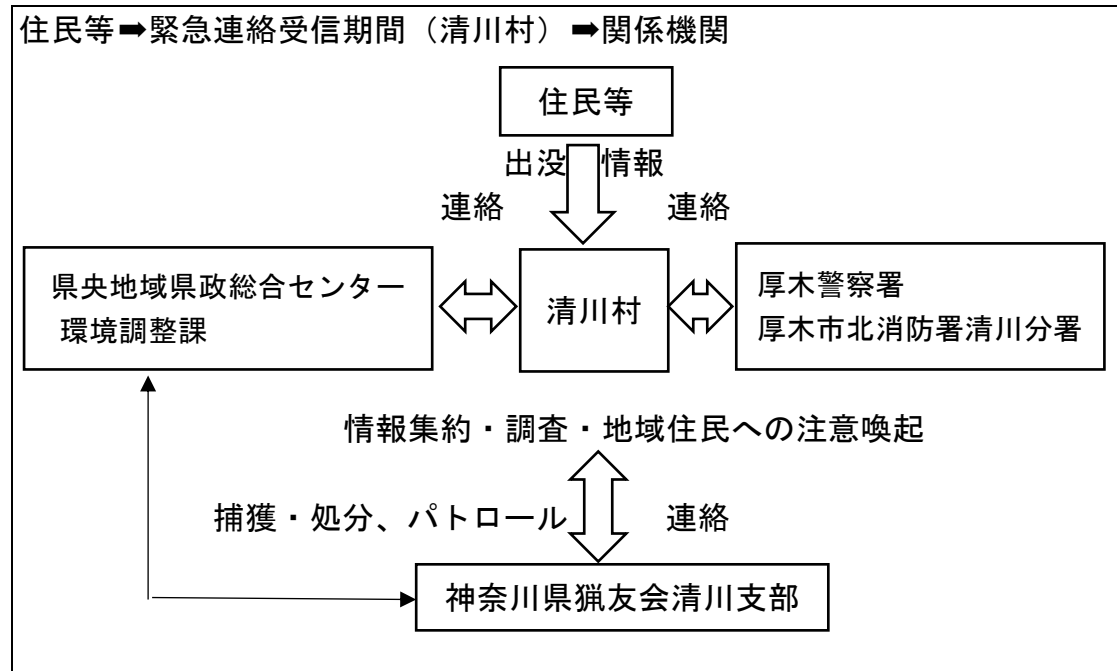 住民等➡緊急連絡受信期間（清川村）➡関係機関
住民等
出没 情報
連絡 連絡
県央地域県政総合センター
環境調整課
清川村
厚木警察署
厚木市北消防署清川分署
情報集約・調査・地域住民への注意喚起
捕獲・処分、パトロール 連絡
神奈川県猟友会清川支部